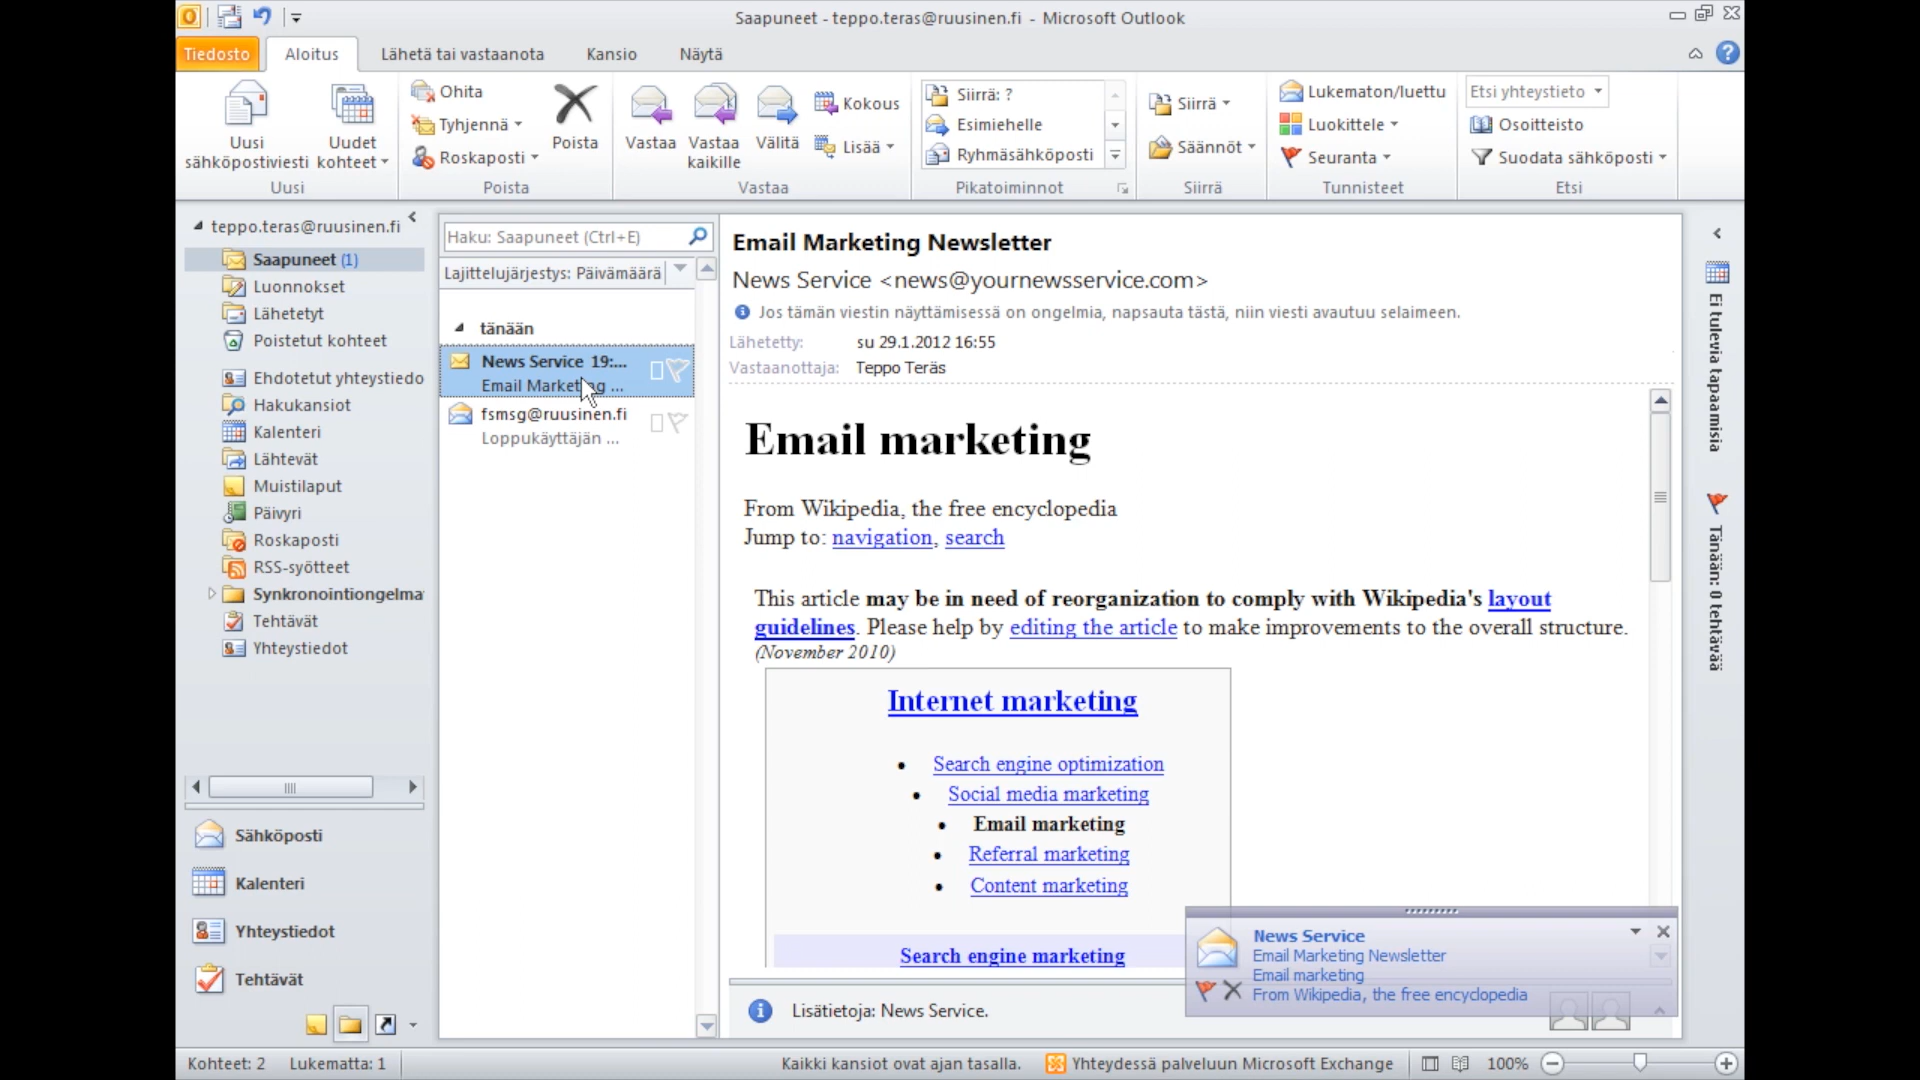 Saapuneet - teppo.teras@ruusinen.fi - Microsoft Outlook
Tiedosto
Aloitus
Lähetä tai vastaanota
Kansio
Näytä
Uusi
sähköpostiviesti
Uudet
kohteet
Uusi
Ohita
Tyhjennä
Roskaposti
Poista
Poista
Vastaa
Vastaa
kaikille
Välitä
Kokous
Lisää
Vastaa
Siirrä: ?
Esimiehelle
Ryhmäsähköposti
Pikatoiminnot
Siirrä
Säännöt
Siirrä
Lukematon/luettu
Luokittele
Seuranta
Tunnisteet
Etsi yhteystieto
Osoitteisto
Suodata sähköposti
Etsi
teppo.teras@ruusinen.fi
Saapuneet (1)
Luonnokset
Lähetetyt
Poistetut kohteet
Ehdotetut yhteystiedo
Hakukansiot
Kalenteri
Lähtevät
Muistilaput
Päivyri
Roskaposti
RSS-syötteet
Synkronointiongelma
Tehtävät
Yhteystiedot
Sähköposti
Kalenteri
Yhteystiedot
Tehtävät
Haku: Saapuneet (Ctrl+E)
Lajittelujärjestys: Päivämäärä
tänään
News Service 19:...
Email Marketing ...
fsmsg@ruusinen.fi
Loppukäyttäjän ...
Email Marketing Newsletter
News Service <news@yournewsservice.com>
Jos tämän viestin näyttämisessä on ongelmia, napsauta tästä, niin viesti avautuu selaimeen.
Lähetetty: su 29.1.2012 16:55
Vastaanottaja: Teppo Teräs
Email marketing
From Wikipedia, the free encyclopedia
Jump to: navigation, search
This article may be in need of reorganization to comply with Wikipedia's layout
guidelines. Please help by editing the article to make improvements to the overall structure.
(November 2010)
Internet marketing
• Search engine optimization
• Social media marketing
• Email marketing
• Referral marketing
• Content marketing
Search engine marketing
News Service
Email Marketing Newsletter
Email marketing
From Wikipedia, the free encyclopedia
Lisätietoja: News Service.
Ei tulevia tapaamisia
Tänään: 0 tehtävää
Kohteet: 2
Lukematta: 1
Kaikki kansiot ovat ajan tasalla.
Yhteydessä palveluun Microsoft Exchange
100%